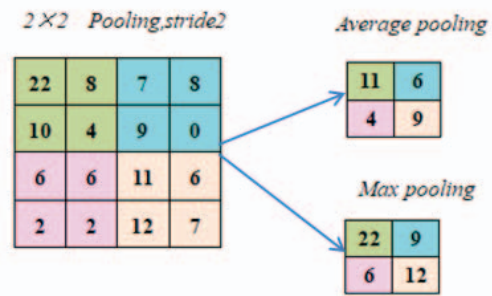 2×2 Pooling,stride2
22 8 7 8
10 4 9 0
6 6 11 6
2 2 12 7
Average pooling
11 6
4 9
Max pooling
22 9
6 12